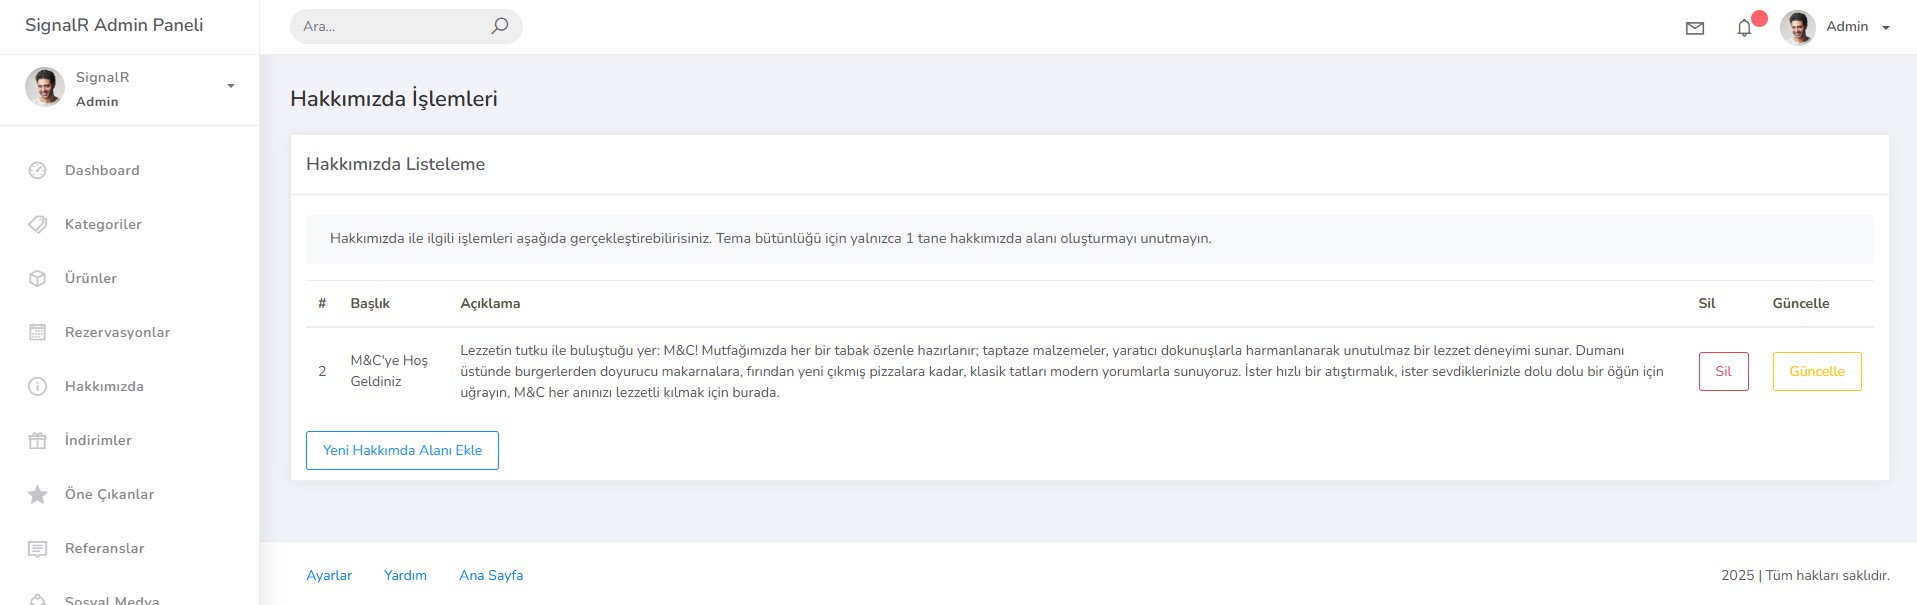 SignalR Admin Paneli
Ara...
Admin
SignalR
Admin
Dashboard
Kategoriler
Ürünler
Rezervasyonlar
Hakkımızda
İndirimler
Öne Çıkanlar
Referanslar
Sosyal Medya
Hakkımızda İşlemleri
Hakkımızda Listeleme
Hakkımızda ile ilgili işlemleri aşağıda gerçekleştirebilirisiniz. Tema bütünlüğü için yalnızca 1 tane hakkımızda alanı oluşturmayı unutmayın.
# Başlık Açıklama Sil Güncelle
2 M&C'ye Hoş Geldiniz
Lezzetin tutku ile buluştuğu yer: M&C! Mutfağımızda her bir tabak özenle hazırlanır; taptaze malzemeler, yaratıcı dokunuşlarla harmanlanarak unutulmaz bir lezzet deneyimi sunar. Dumanı
üstünde burgerlerden doyurucu makarnalara, fırından yeni çıkmış pizzalara kadar, klasik tatları modern yorumlarla sunuyoruz. İster hızlı bir atıştırmalık, ister sevdiklerinizle dolu dolu bir öğün için
uğrayın, M&C her anınızı lezzetli kılmak için burada.
Sil Güncelle
Yeni Hakkımda Alanı Ekle
Ayarlar Yardım Ana Sayfa
2025 | Tüm hakları saklıdır.